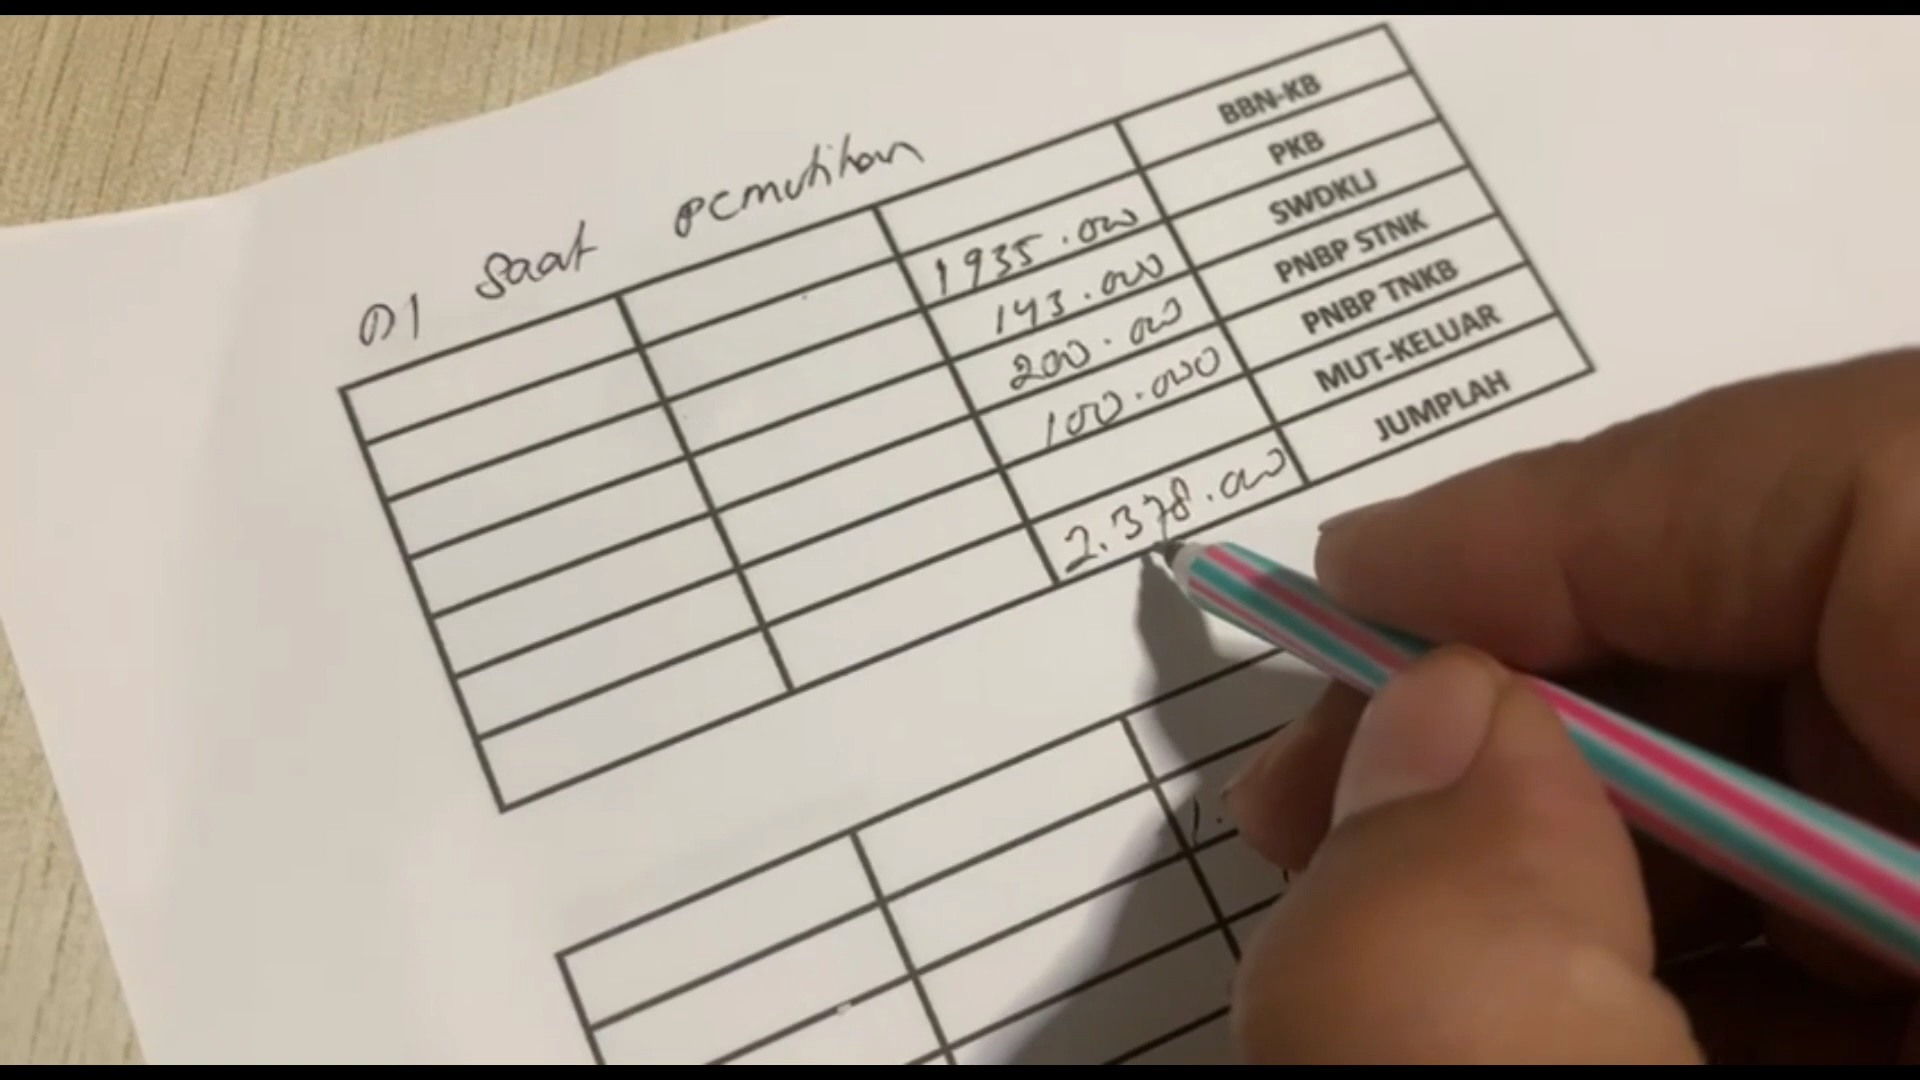 DI saat pemutihan
BBN-KB
1935.000 PKB
143.000 SWDKLJ
200.000 PNBP STNK
100.000 PNBP TNKB
MUT-KELUAR
2.378.000 JUMPLAH